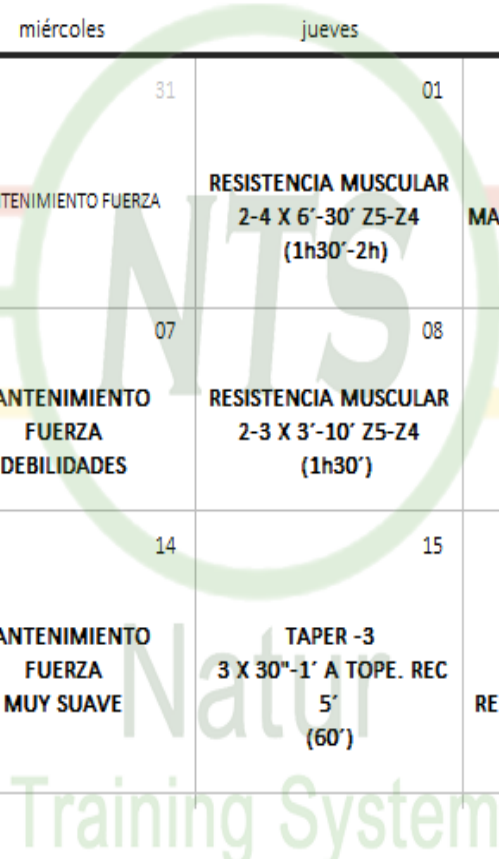 miércoles
jueves
31
01
TENIMIENTO FUERZA
RESISTENCIA MUSCULAR
2-4 X 6´-30´ Z5-Z4
(1h30´-2h)
MA
07
08
ANTENIMIENTO
FUERZA
DEBILIDADES
RESISTENCIA MUSCULAR
2-3 X 3´-10´ Z5-Z4
(1h30´)
14
15
ANTENIMIENTO
FUERZA
MUY SUAVE
TAPER -3
3 X 30"-1´ A TOPE. REC
5´
(60´)
RE
NTS
Natur
Training System